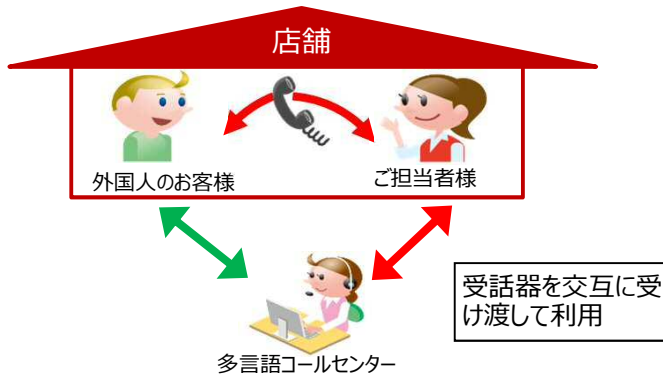 店舗
外国人のお客様
ご担当者様
受話器を交互に受
け渡して利用
多言語コールセンター